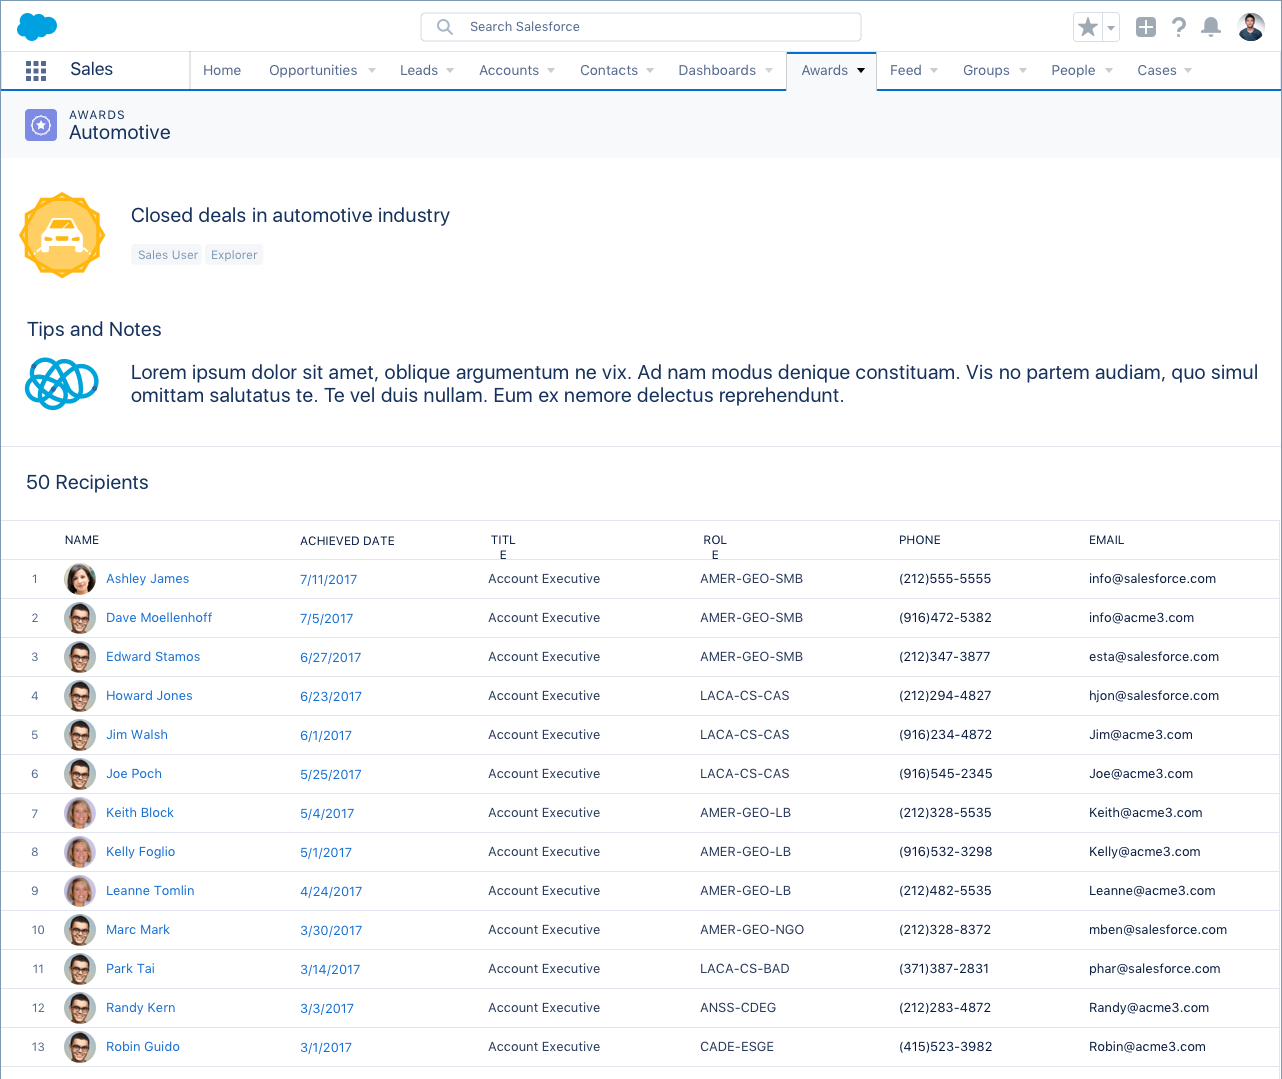 Search Salesforce
Sales Home Opportunities Leads Accounts Contacts Dashboards Awards Feed Groups People Cases
AWARDS
Automotive
Closed deals in automotive industry
Sales User Explorer
Tips and Notes
Lorem ipsum dolor sit amet, oblique argumentum ne vix. Ad nam modus denique constituam. Vis no partem audiam, quo simul
omittam salutatus te. Te vel duis nullam. Eum ex nemore delectus reprehendunt.
50 Recipients
NAME ACHIEVED DATE TITL ROL PHONE EMAIL
E E
1 Ashley James 7/11/2017 Account Executive AMER-GEO-SMB (212)555-5555 info@salesforce.com
2 Dave Moellenhoff 7/5/2017 Account Executive AMER-GEO-SMB (916)472-5382 info@acme3.com
3 Edward Stamos 6/27/2017 Account Executive AMER-GEO-SMB (212)347-3877 esta@salesforce.com
4 Howard Jones 6/23/2017 Account Executive LACA-CS-CAS (212)294-4827 hjon@salesforce.com
5 Jim Walsh 6/1/2017 Account Executive LACA-CS-CAS (916)234-4872 Jim@acme3.com
6 Joe Poch 5/25/2017 Account Executive LACA-CS-CAS (916)545-2345 Joe@acme3.com
7 Keith Block 5/4/2017 Account Executive AMER-GEO-LB (212)328-5535 Keith@acme3.com
8 Kelly Foglio 5/1/2017 Account Executive AMER-GEO-LB (916)532-3298 Kelly@acme3.com
9 Leanne Tomlin 4/24/2017 Account Executive AMER-GEO-LB (212)482-5535 Leanne@acme3.com
10 Marc Mark 3/30/2017 Account Executive AMER-GEO-NGO (212)328-8372 mben@salesforce.com
11 Park Tai 3/14/2017 Account Executive LACA-CS-BAD (371)387-2831 phar@salesforce.com
12 Randy Kern 3/3/2017 Account Executive ANSS-CDEG (212)283-4872 Randy@acme3.com
13 Robin Guido 3/1/2017 Account Executive CADE-ESGE (415)523-3982 Robin@acme3.com